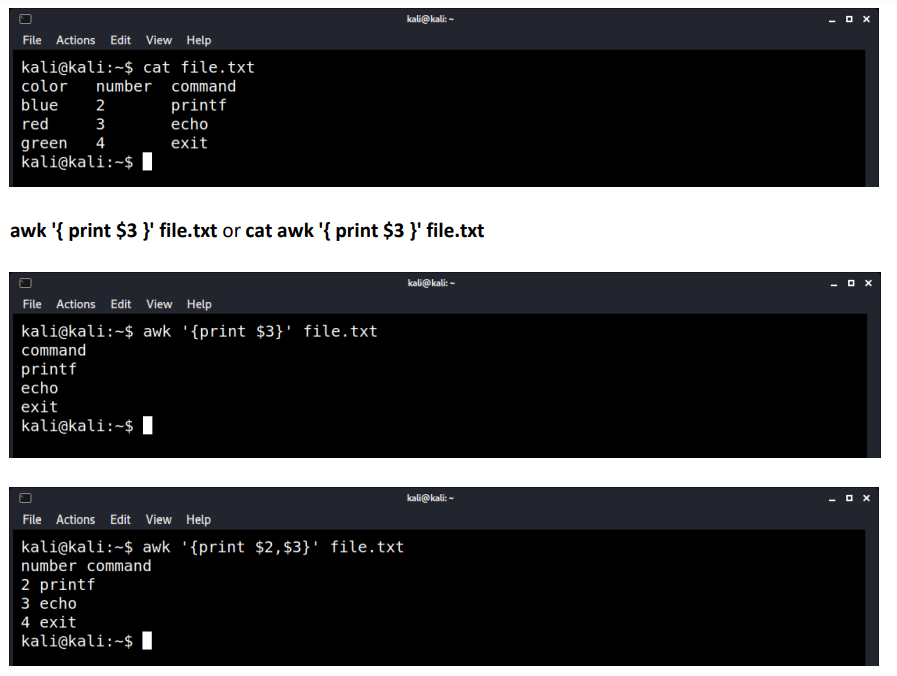 kali@kali: ~
File Actions Edit View Help
kali@kali:~$ cat file.txt
color number command
blue 2 printf
red 3 echo
green 4 exit
kali@kali:~$
awk '{ print $3 }' file.txt or cat awk '{ print $3 }' file.txt
kali@kali: ~
File Actions Edit View Help
kali@kali:~$ awk '{print $3}' file.txt
command
printf
echo
exit
kali@kali:~$
kali@kali: ~
File Actions Edit View Help
kali@kali:~$ awk '{print $2,$3}' file.txt
number command
2 printf
3 echo
4 exit
kali@kali:~$